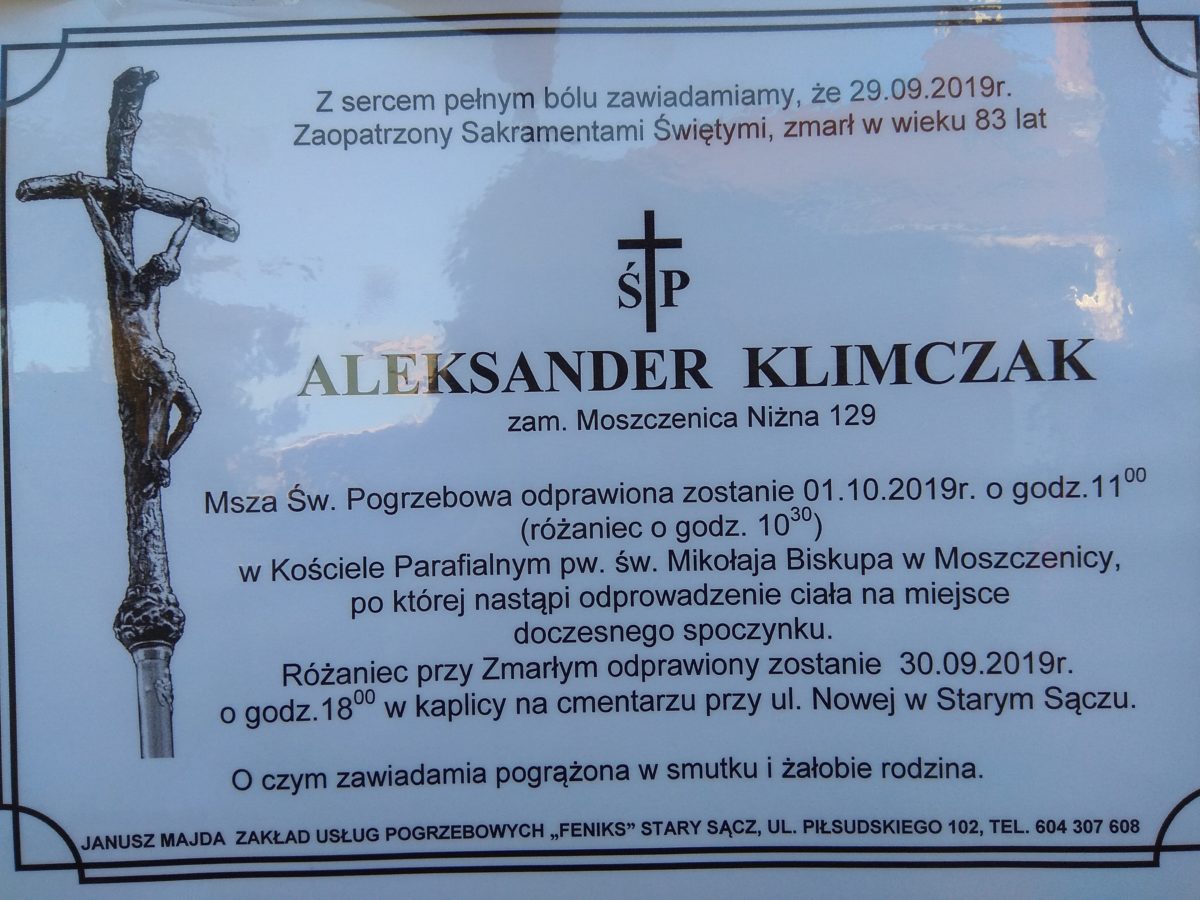 Z sercem pełnym bólu zawiadamiamy, że 29.09.2019r.
Zaopatrzony Sakramentami Świętymi, zmarł w wieku 83 lat
Ś P
ALEKSANDER KLIMCZAK
zam. Moszczenica Niżna 129
Msza Św. Pogrzebowa odprawiona zostanie 01.10.2019r. o godz.11⁰⁰
(różaniec o godz. 10³⁰)
w Kościele Parafialnym pw. św. Mikołaja Biskupa w Moszczenicy,
po której nastąpi odprowadzenie ciała na miejsce
doczesnego spoczynku.
Różaniec przy Zmarłym odprawiony zostanie 30.09.2019r.
o godz.18⁰⁰ w kaplicy na cmentarzu przy ul. Nowej w Starym Sączu.
O czym zawiadamia pogrążona w smutku i żałobie rodzina.
JANUSZ MAJDA ZAKŁAD USŁUG POGRZEBOWYCH „FENIKS” STARY SĄCZ, UL. PIŁSUDSKIEGO 102, TEL. 604 307 608